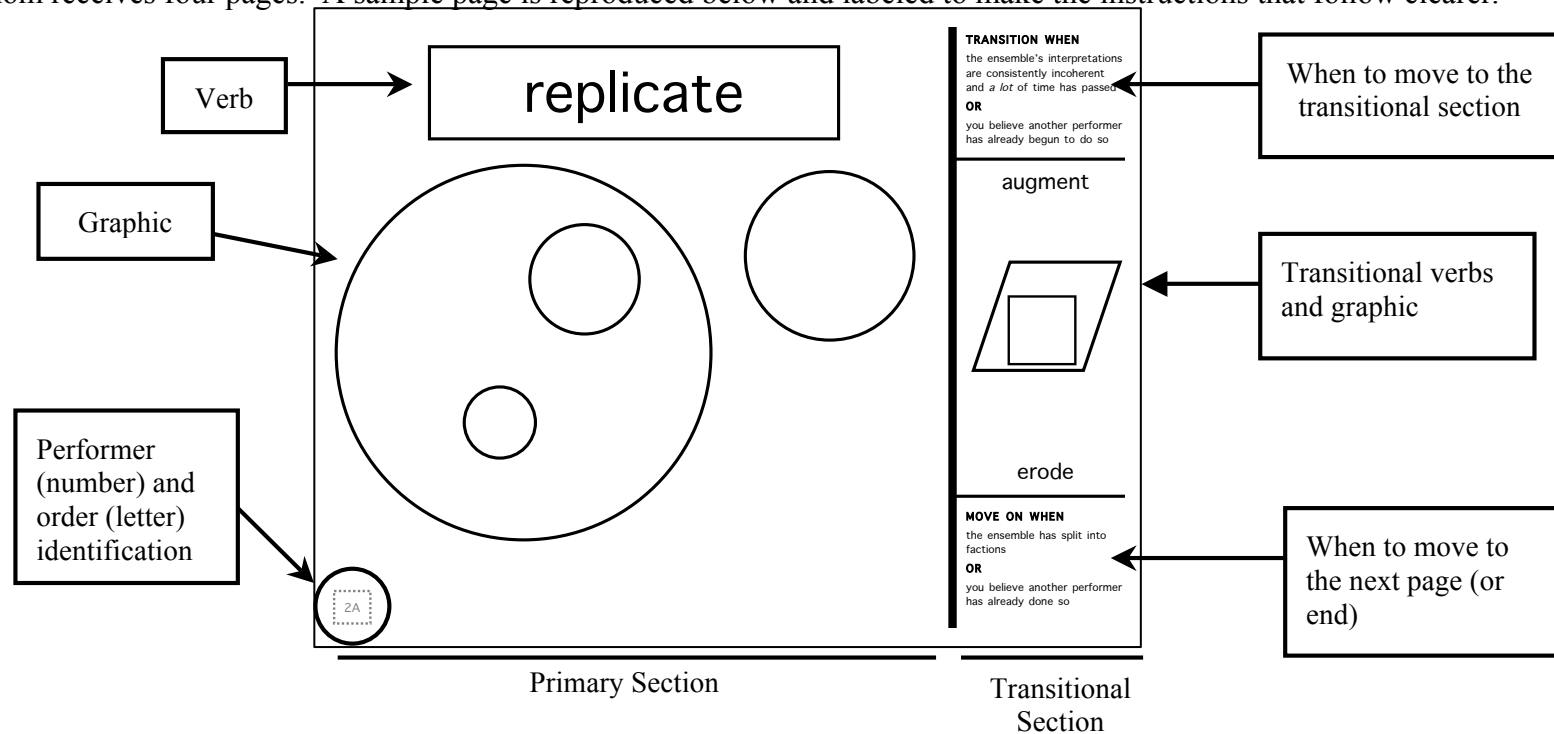 om receives four pages. A sample page is reproduced below and labeled to make the instructions that follow clearer.
Verb
replicate
TRANSITION WHEN
the ensemble's interpretations
are consistently incoherent
and a lot of time has passed
OR
you believe another performer
has already begun to do so
When to move to the
transitional section
Graphic
augment
Transitional verbs
and graphic
erode
Performer
(number) and
order (letter)
identification
2A
MOVE ON WHEN
the ensemble has split into
factions
OR
you believe another performer
has already done so
When to move to
the next page (or
end)
Primary Section
Transitional
Section